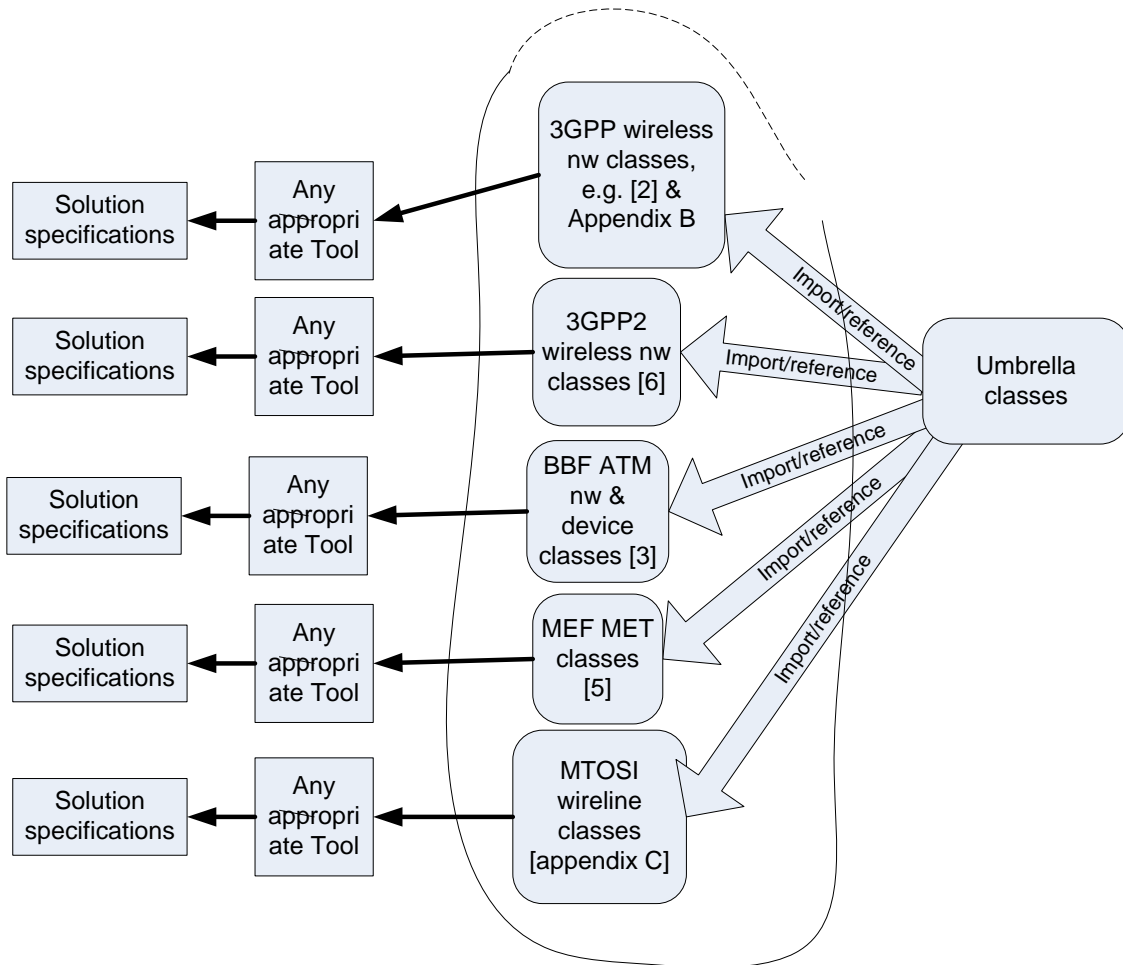 3GPP wireless
nw classes,
e.g. [2] &
Appendix B
Any
appropri
ate Tool
Solution
specifications
Import/reference
3GPP2
wireless nw
classes [6]
Any
appropri
ate Tool
Solution
specifications
Import/reference
Umbrella
classes
BBF ATM
nw &
device
classes [3]
Any
appropri
ate Tool
Solution
specifications
Import/reference
MEF MET
classes
[5]
Any
appropri
ate Tool
Solution
specifications
Import/reference
MTOSI
wireline
classes
[appendix C]
Any
appropri
ate Tool
Solution
specifications
Import/reference